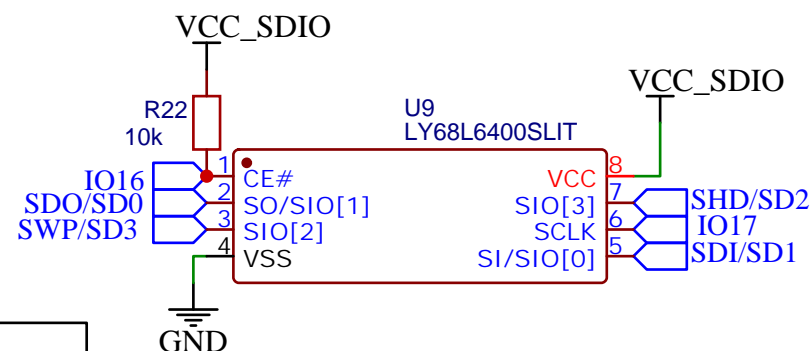 VCC_SDIO
VCC_SDIO
R22
10k
U9
LY68L6400SLIT
IO16
SDO/SD0
SWP/SD3
1
2
3
4
CE#
SO/SIO[1]
SIO[2]
VSS
VCC
SIO[3]
SCLK
SI/SIO[0]
8
7
6
5
SHD/SD2
IO17
SDI/SD1
GND